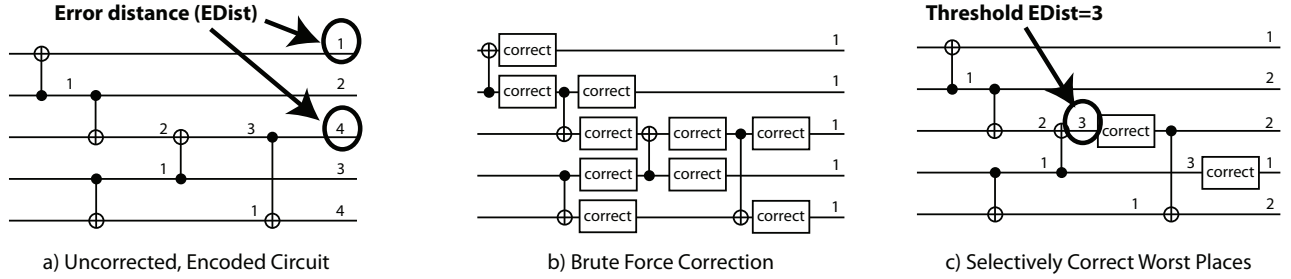 Error distance (EDist)
1
1
2
2
3
4
1
3
1
4
a) Uncorrected, Encoded Circuit
correct
1
correct
correct
1
correct
correct
correct
1
correct
correct
1
correct
correct
1
b) Brute Force Correction
Threshold EDist=3
1
1
2
2
3
correct
2
1
3
correct
1
1
2
c) Selectively Correct Worst Places